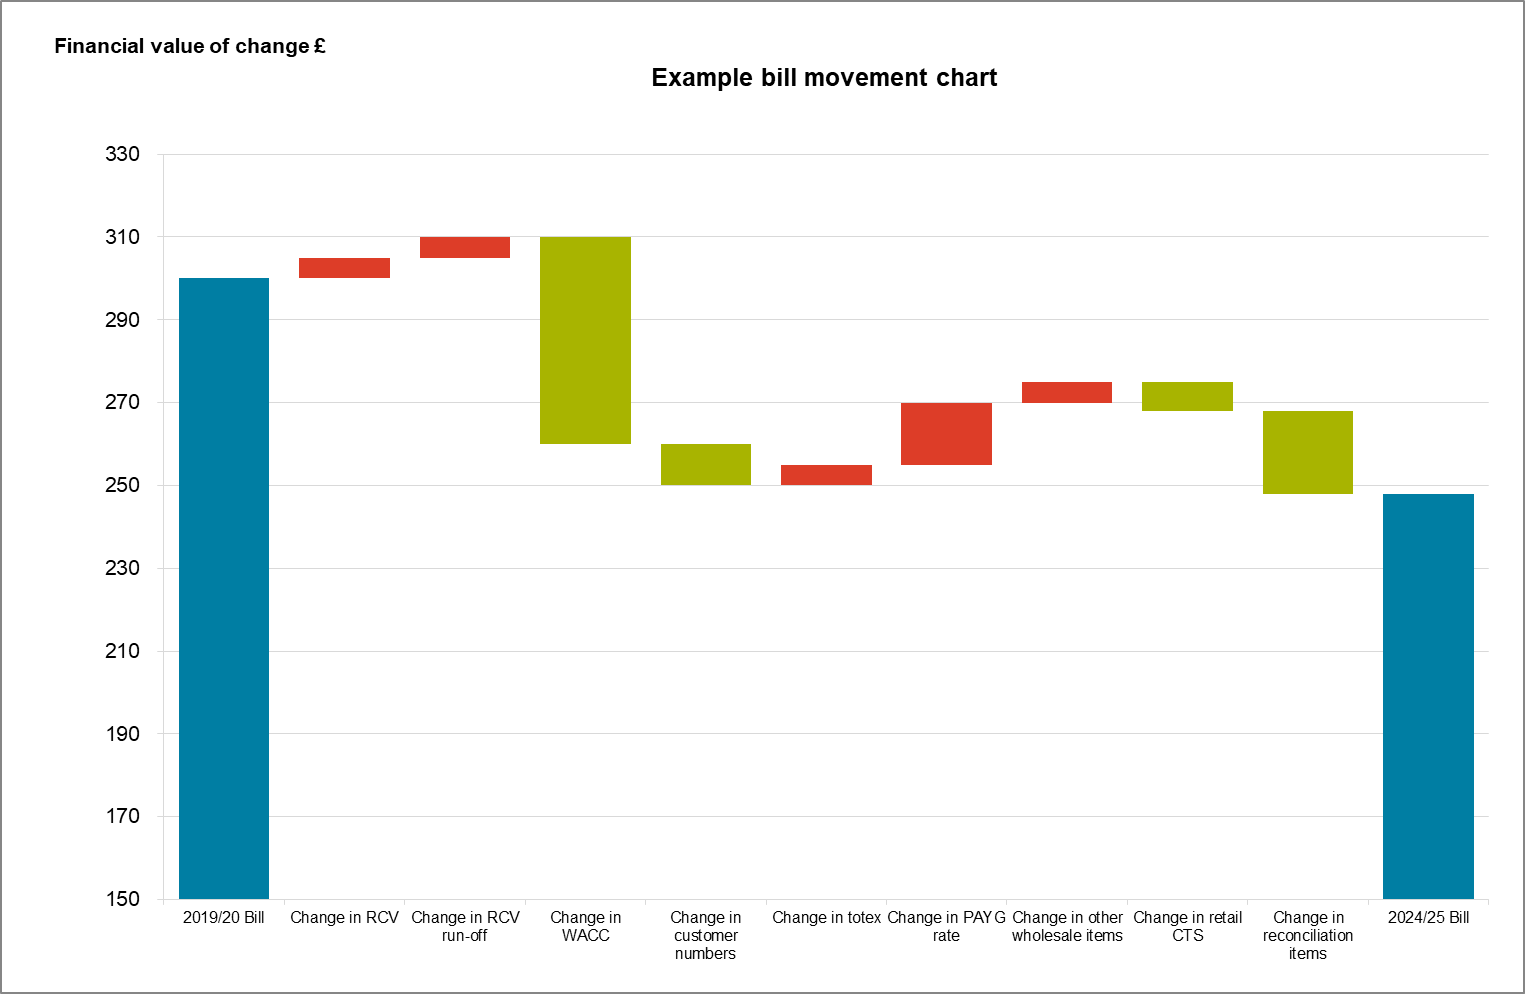 Financial value of change £
Example bill movement chart
330
310
290
270
250
230
210
190
170
150
2019/20 Bill
Change in RCV
Change in RCV
run-off
Change in
WACC
Change in
customer
numbers
Change in totex
Change in PAYG
rate
Change in other
wholesale items
Change in retail
CTS
Change in
reconciliation
items
2024/25 Bill